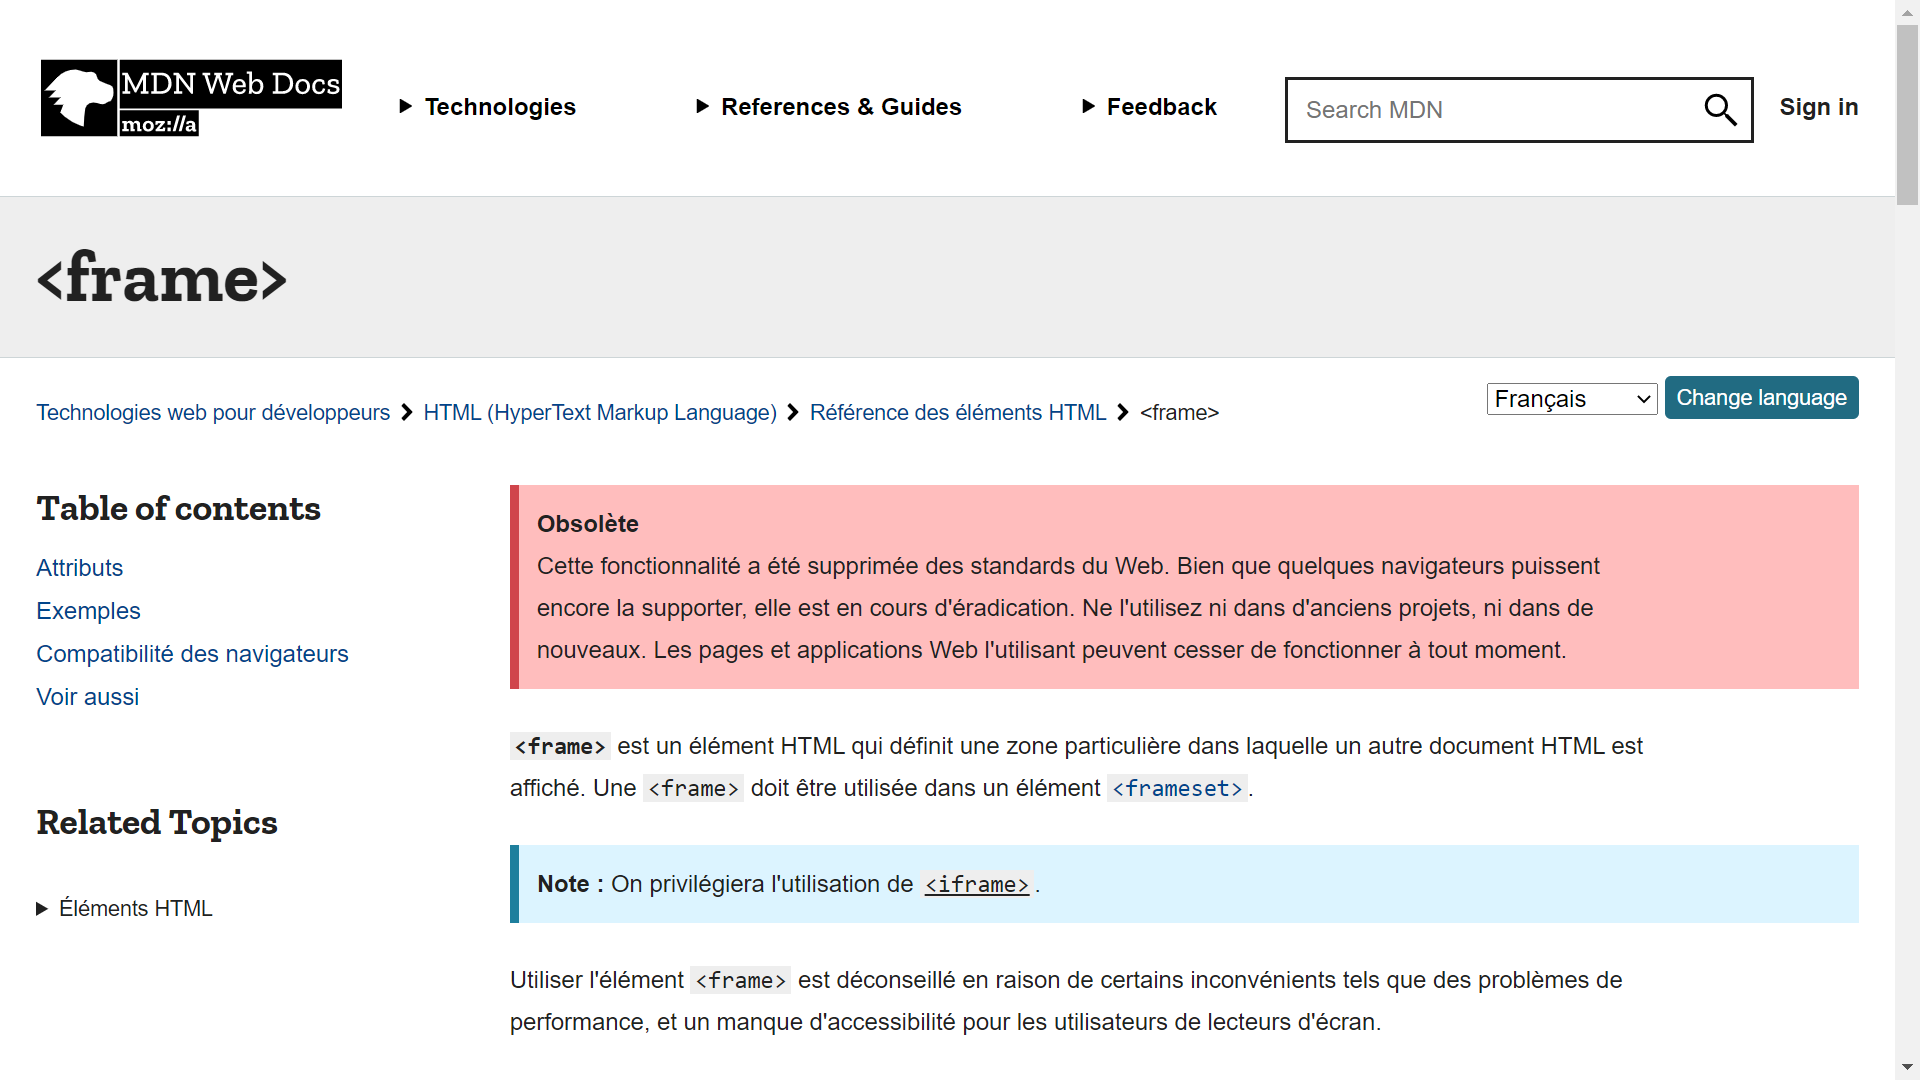 MDN Web Docs
moz://a
Technologies
References & Guides
Feedback
Search MDN
Sign in
<frame>
Technologies web pour développeurs
HTML (HyperText Markup Language)
Référence des éléments HTML
<frame>
Français
Change language
Table of contents
Attributs
Exemples
Compatibilité des navigateurs
Voir aussi
Related Topics
Éléments HTML
Obsolète
Cette fonctionnalité a été supprimée des standards du Web. Bien que quelques navigateurs puissent
encore la supporter, elle est en cours d'éradication. Ne l'utilisez ni dans d'anciens projets, ni dans de
nouveaux. Les pages et applications Web l'utilisant peuvent cesser de fonctionner à tout moment.
<frame> est un élément HTML qui définit une zone particulière dans laquelle un autre document HTML est
affiché. Une <frame> doit être utilisée dans un élément <frameset>.
Note : On privilégiera l'utilisation de <iframe>.
Utiliser l'élément <frame> est déconseillé en raison de certains inconvénients tels que des problèmes de
performance, et un manque d'accessibilité pour les utilisateurs de lecteurs d'écran.